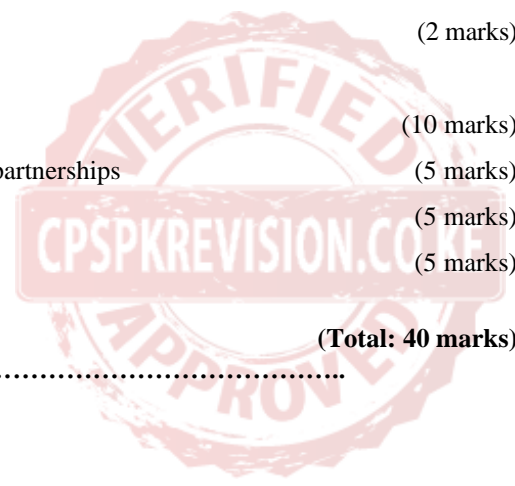 (2 marks)
VERIFIED
(10 marks)
partnerships (5 marks)
(5 marks)
CPSPKREVISION.CO.KE
(5 marks)
(Total: 40 marks)
APPROVED
………………………………………..